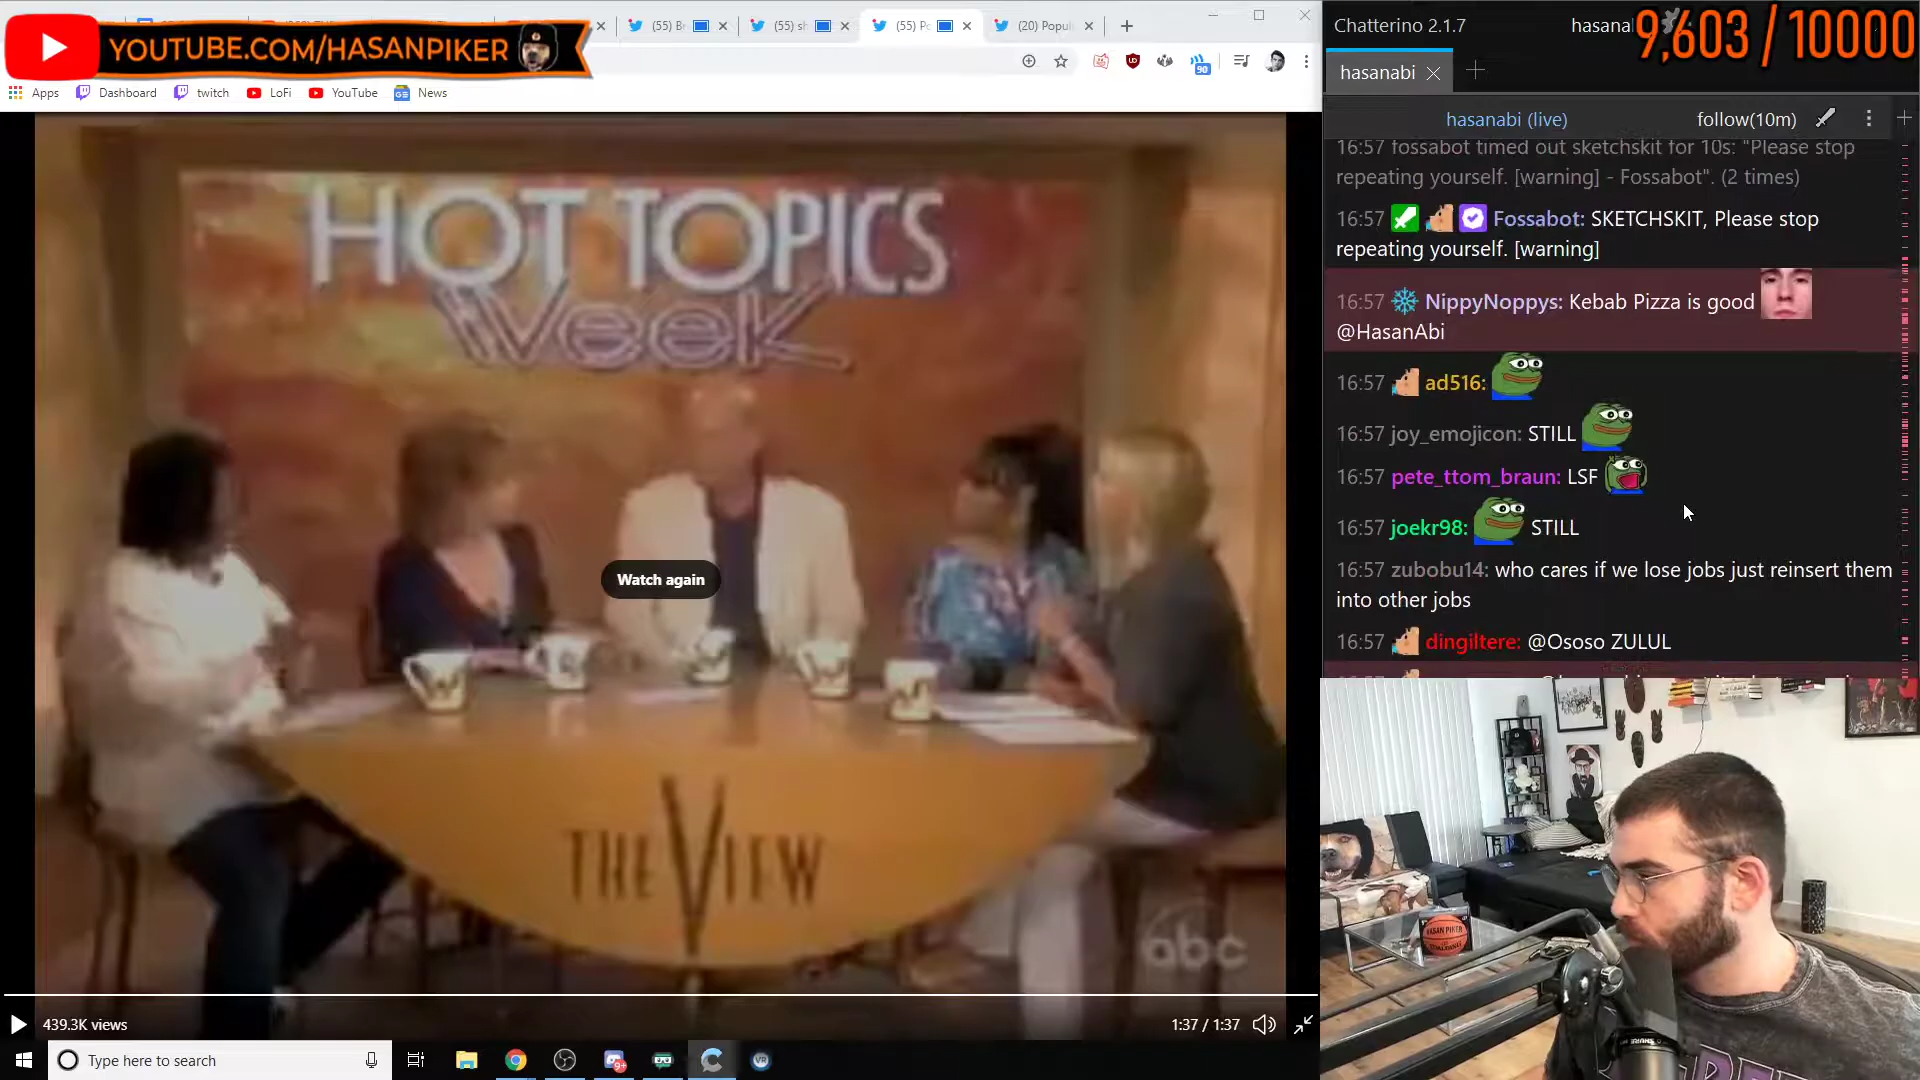 YOUTUBE.COM/HASANPIKER
(55) B
(55) s
(55) P
(20) Popul
90
Apps
Dashboard
twitch
LoFi
YouTube
News
HOT TOPICS
Week
Watch again
THE VIEW
abc
439.3K views
1:37 / 1:37
Type here to search
Chatterino 2.1.7
hasanal
9,603 / 10000
hasanabi
hasanabi (live)
follow(10m)
16:57 fossabot timed out sketchskit for 10s: "Please stop
repeating yourself. [warning] - Fossabot". (2 times)
16:57 Fossabot: SKETCHSKIT, Please stop
repeating yourself. [warning]
16:57 NippyNoppys: Kebab Pizza is good
@HasanAbi
16:57 ad516:
16:57 joy_emojicon: STILL
16:57 pete_ttom_braun: LSF
16:57 joekr98: STILL
16:57 zubobu14: who cares if we lose jobs just reinsert them
into other jobs
16:57 dingiltere: @Ososo ZULUL
HASAN PIKER